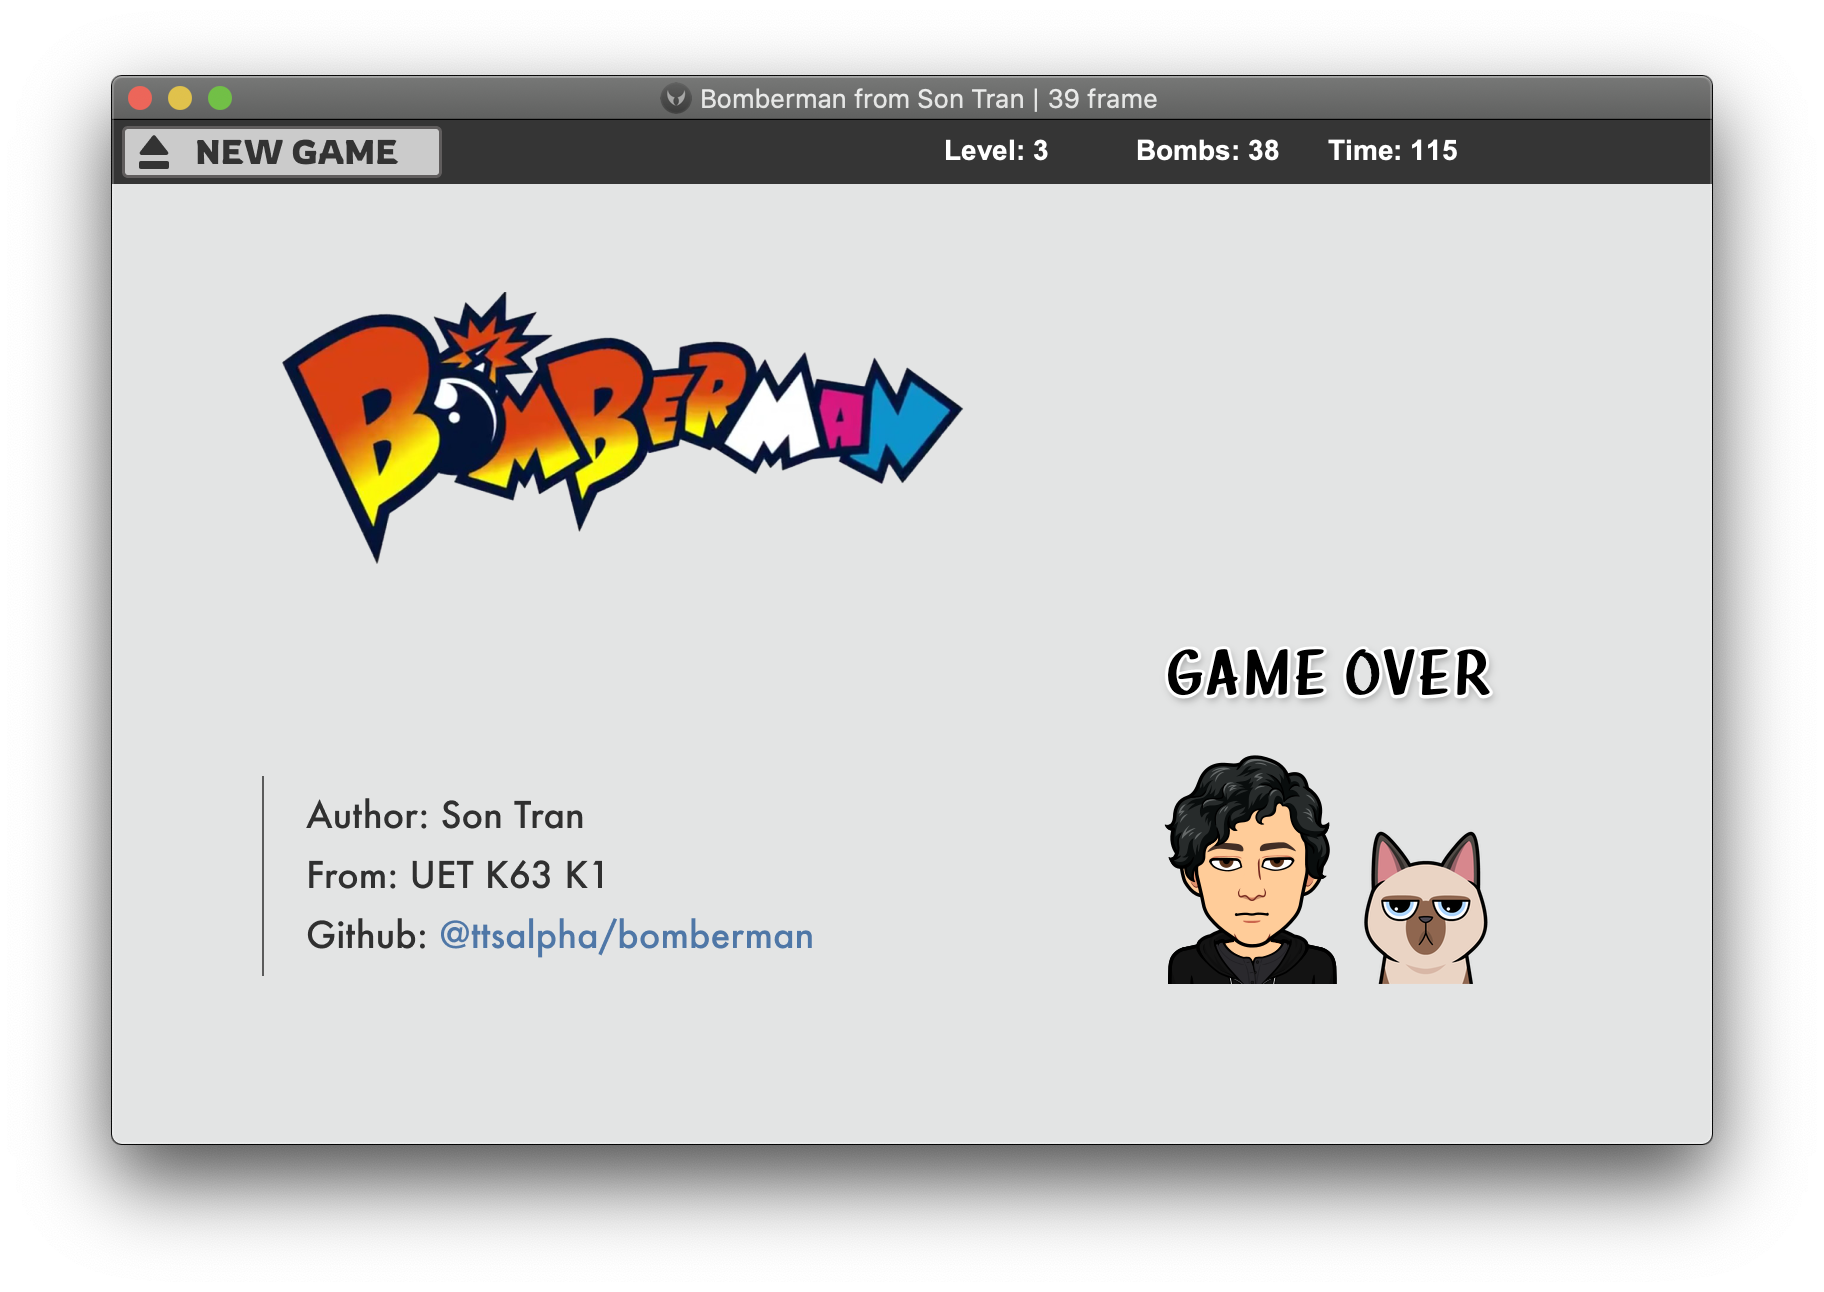 Bomberman from Son Tran | 39 frame
NEW GAME
Level: 3
Bombs: 38
Time: 115
BOMBERMAN
GAME OVER
Author: Son Tran
From: UET K63 K1
Github: @ttsalpha/bomberman